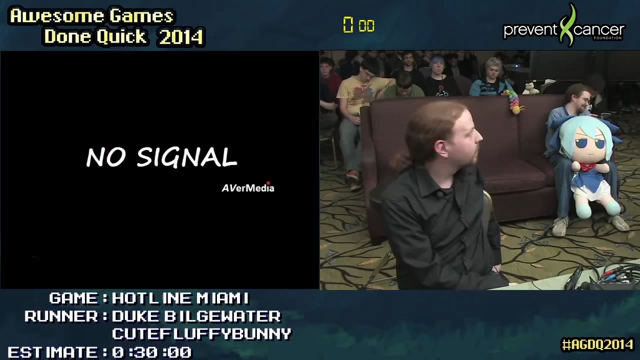 Awesome Games
Done Quick 2014
0 00
prevent cancer
FOUNDATION
NO SIGNAL
AVerMedia
GAME : HOTLINE MIAMI
RUNNER : DUKE BILGEWATER
CUTEFLUFFYBUNNY
ESTIMATE : 0:30:00
#AGDQ2014